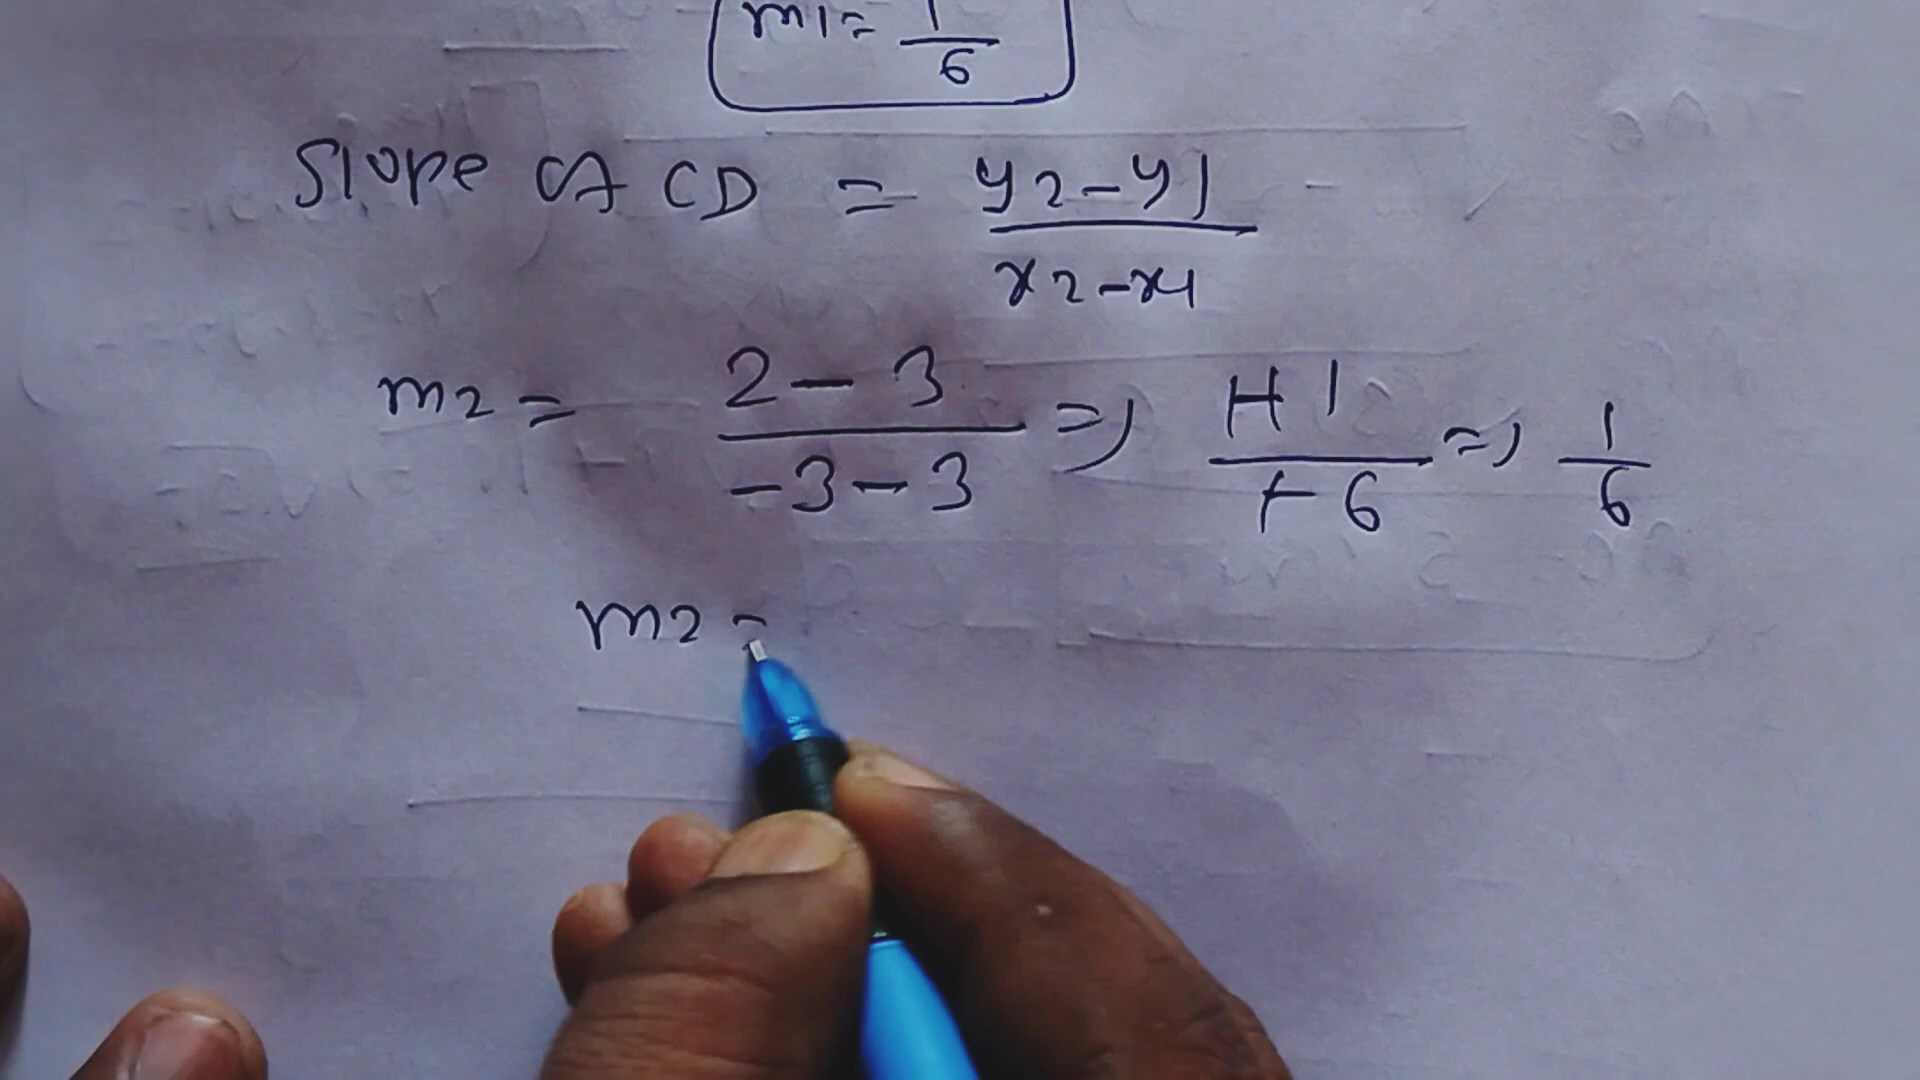 m1 = 1/6
Slope of CD = y2-y1/x2-x1
m2 = 2-3/-3-3 => +1/+6 => 1/6
m2 =